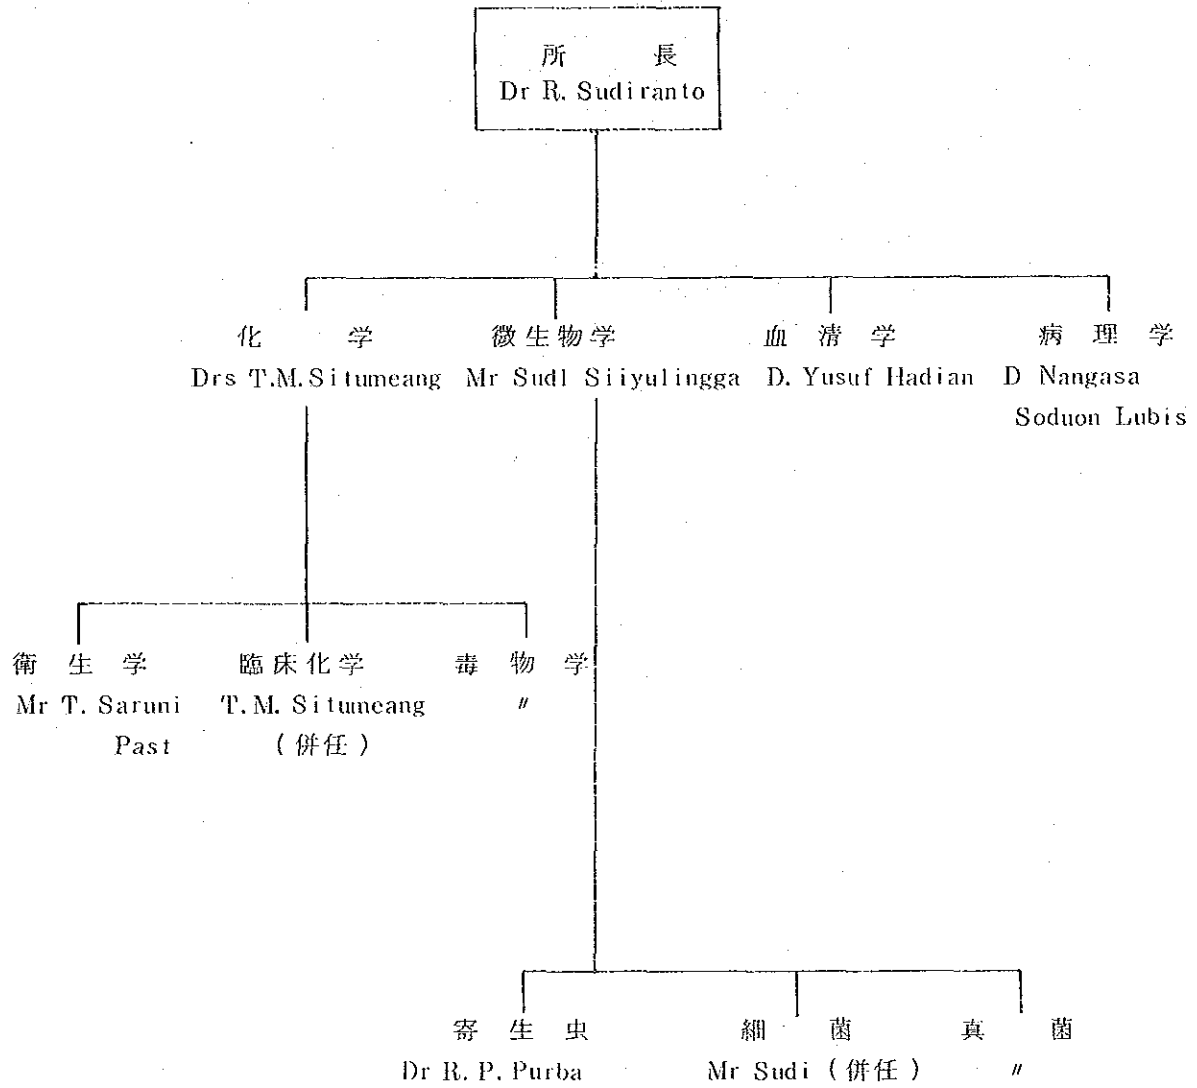 所長
Dr R. Sudiranto
化学 微生物学 血清学 病理学
Drs T.M.Situmeang Mr Sudl Siiyulingga D. Yusuf Hadian D Nangasa
Soduon Lubis
衛生学 臨床化学 毒物学
Mr T. Saruni T.M. Situmeang 〃
Past (併任)
寄生虫 細菌 真菌
Dr R.P.Purba Mr Sudi (併任) 〃